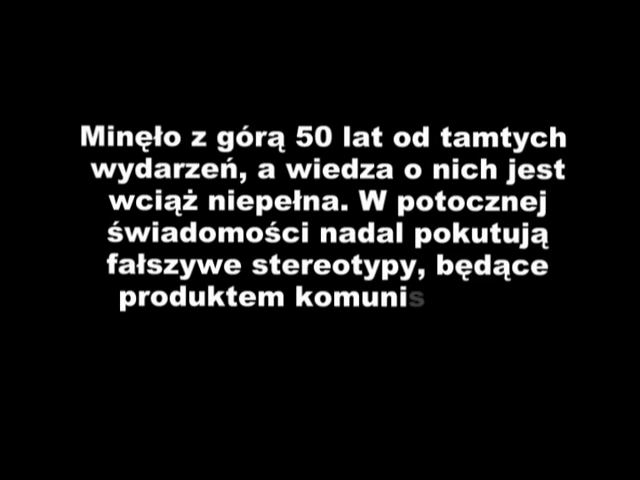 Minęło z górą 50 lat od tamtych
wydarzeń, a wiedza o nich jest
wciąż niepełna. W potocznej
świadomości nadal pokutują
fałszywe stereotypy, będące
produktem komunis